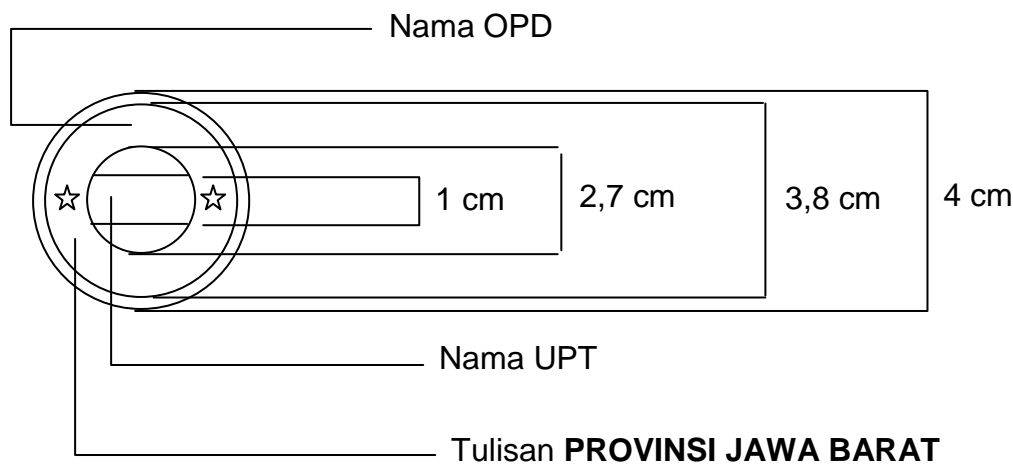 Nama OPD
1 cm
2,7 cm
3,8 cm
4 cm
Nama UPT
Tulisan PROVINSI JAWA BARAT